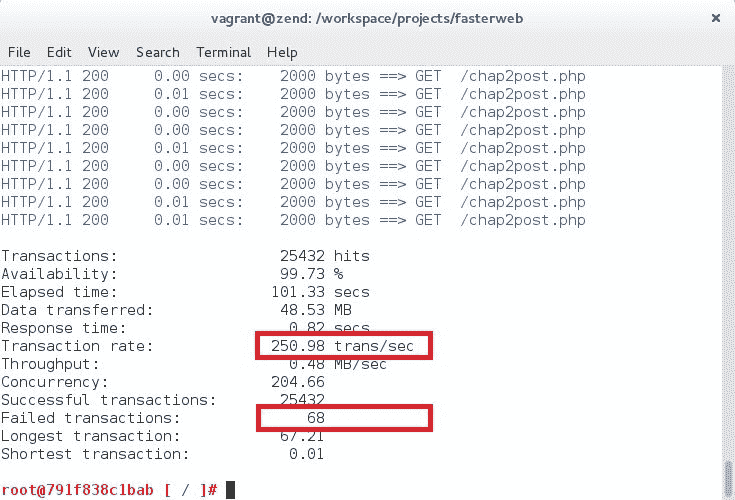 vagrant@zend: /workspace/projects/fasterweb ×
File Edit View Search Terminal Help
HTTP/1.1 200 0.00 secs: 2000 bytes ==> GET /chap2post.php
HTTP/1.1 200 0.01 secs: 2000 bytes ==> GET /chap2post.php
HTTP/1.1 200 0.00 secs: 2000 bytes ==> GET /chap2post.php
HTTP/1.1 200 0.00 secs: 2000 bytes ==> GET /chap2post.php
HTTP/1.1 200 0.01 secs: 2000 bytes ==> GET /chap2post.php
HTTP/1.1 200 0.00 secs: 2000 bytes ==> GET /chap2post.php
HTTP/1.1 200 0.00 secs: 2000 bytes ==> GET /chap2post.php
HTTP/1.1 200 0.01 secs: 2000 bytes ==> GET /chap2post.php
HTTP/1.1 200 0.01 secs: 2000 bytes ==> GET /chap2post.php
Transactions: 25432 hits
Availability: 99.73 %
Elapsed time: 101.33 secs
Data transferred: 48.53 MB
Response time: 0.82 secs
Transaction rate: 250.98 trans/sec
Throughput: 0.48 MB/sec
Concurrency: 204.66
Successful transactions: 25432
Failed transactions: 68
Longest transaction: 67.21
Shortest transaction: 0.01
root@791f838c1bab [ / ]#